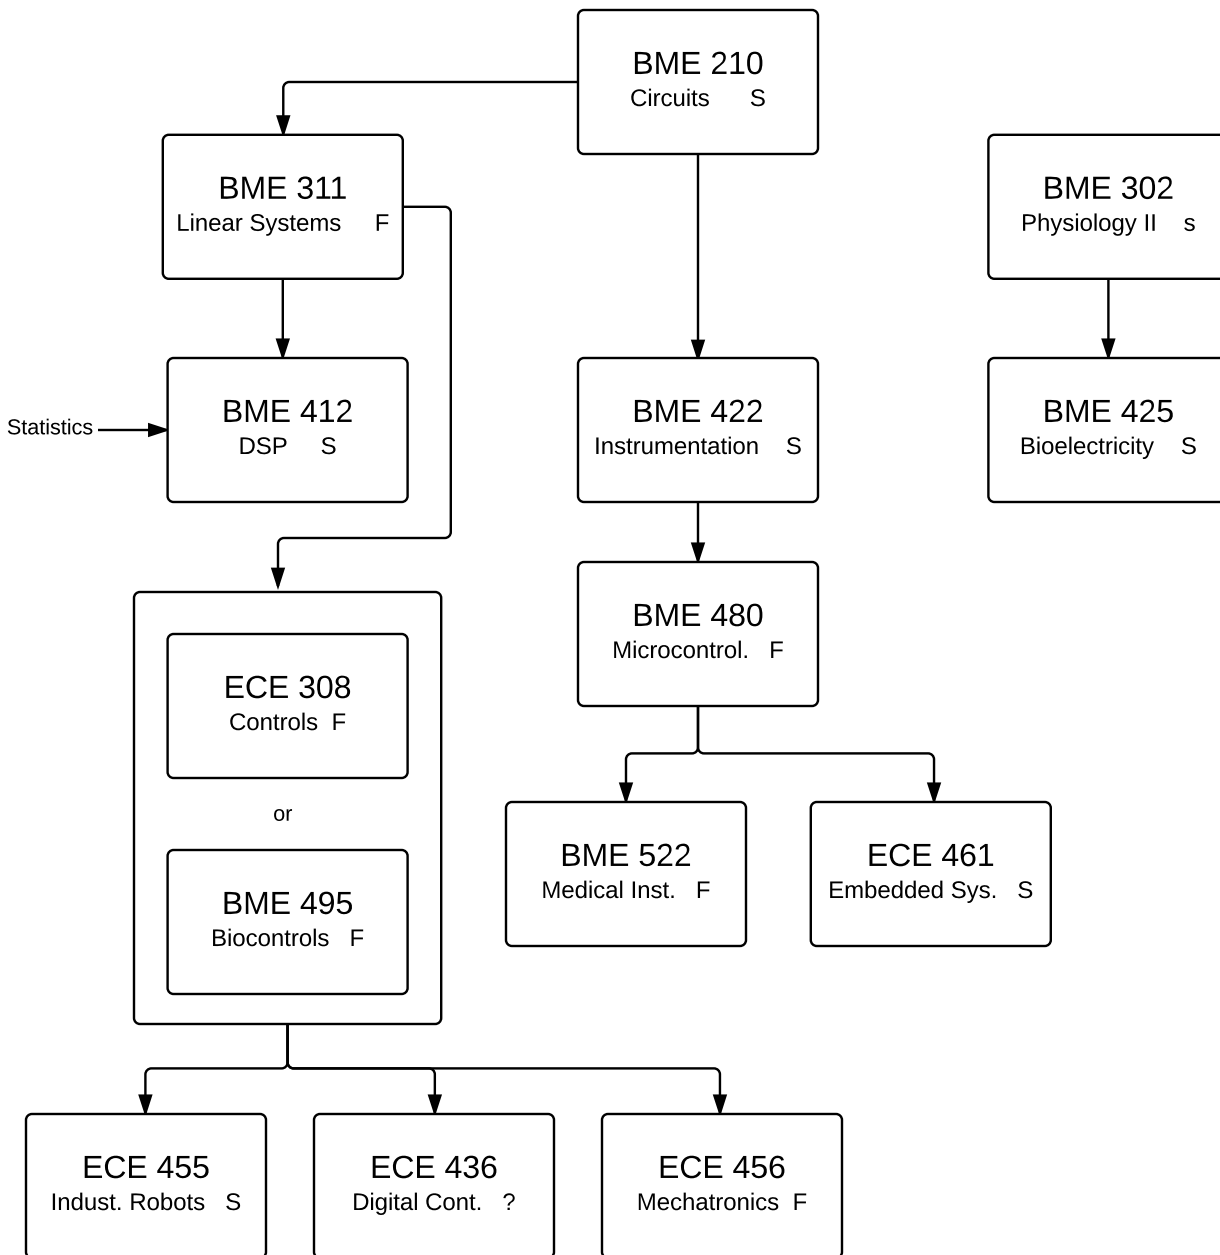 BME 210
Circuits S
BME 311
Linear Systems F
BME 302
Physiology II s
BME 412
DSP S
Statistics
BME 422
Instrumentation S
BME 425
Bioelectricity S
BME 480
Microcontrol. F
ECE 308
Controls F
or
BME 495
Biocontrols F
BME 522
Medical Inst. F
ECE 461
Embedded Sys. S
ECE 455
Indust. Robots S
ECE 436
Digital Cont. ?
ECE 456
Mechatronics F